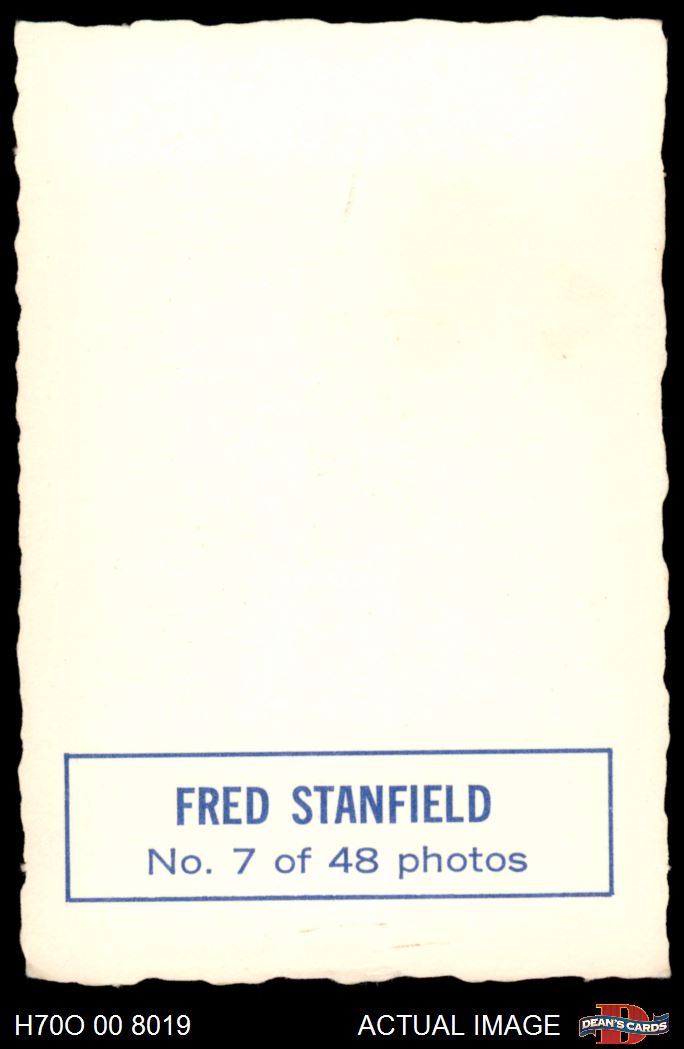 FRED STANFIELD
No. 7 of 48 photos
H70O 00 8019
ACTUAL IMAGE
D
DEAN'S CARDS